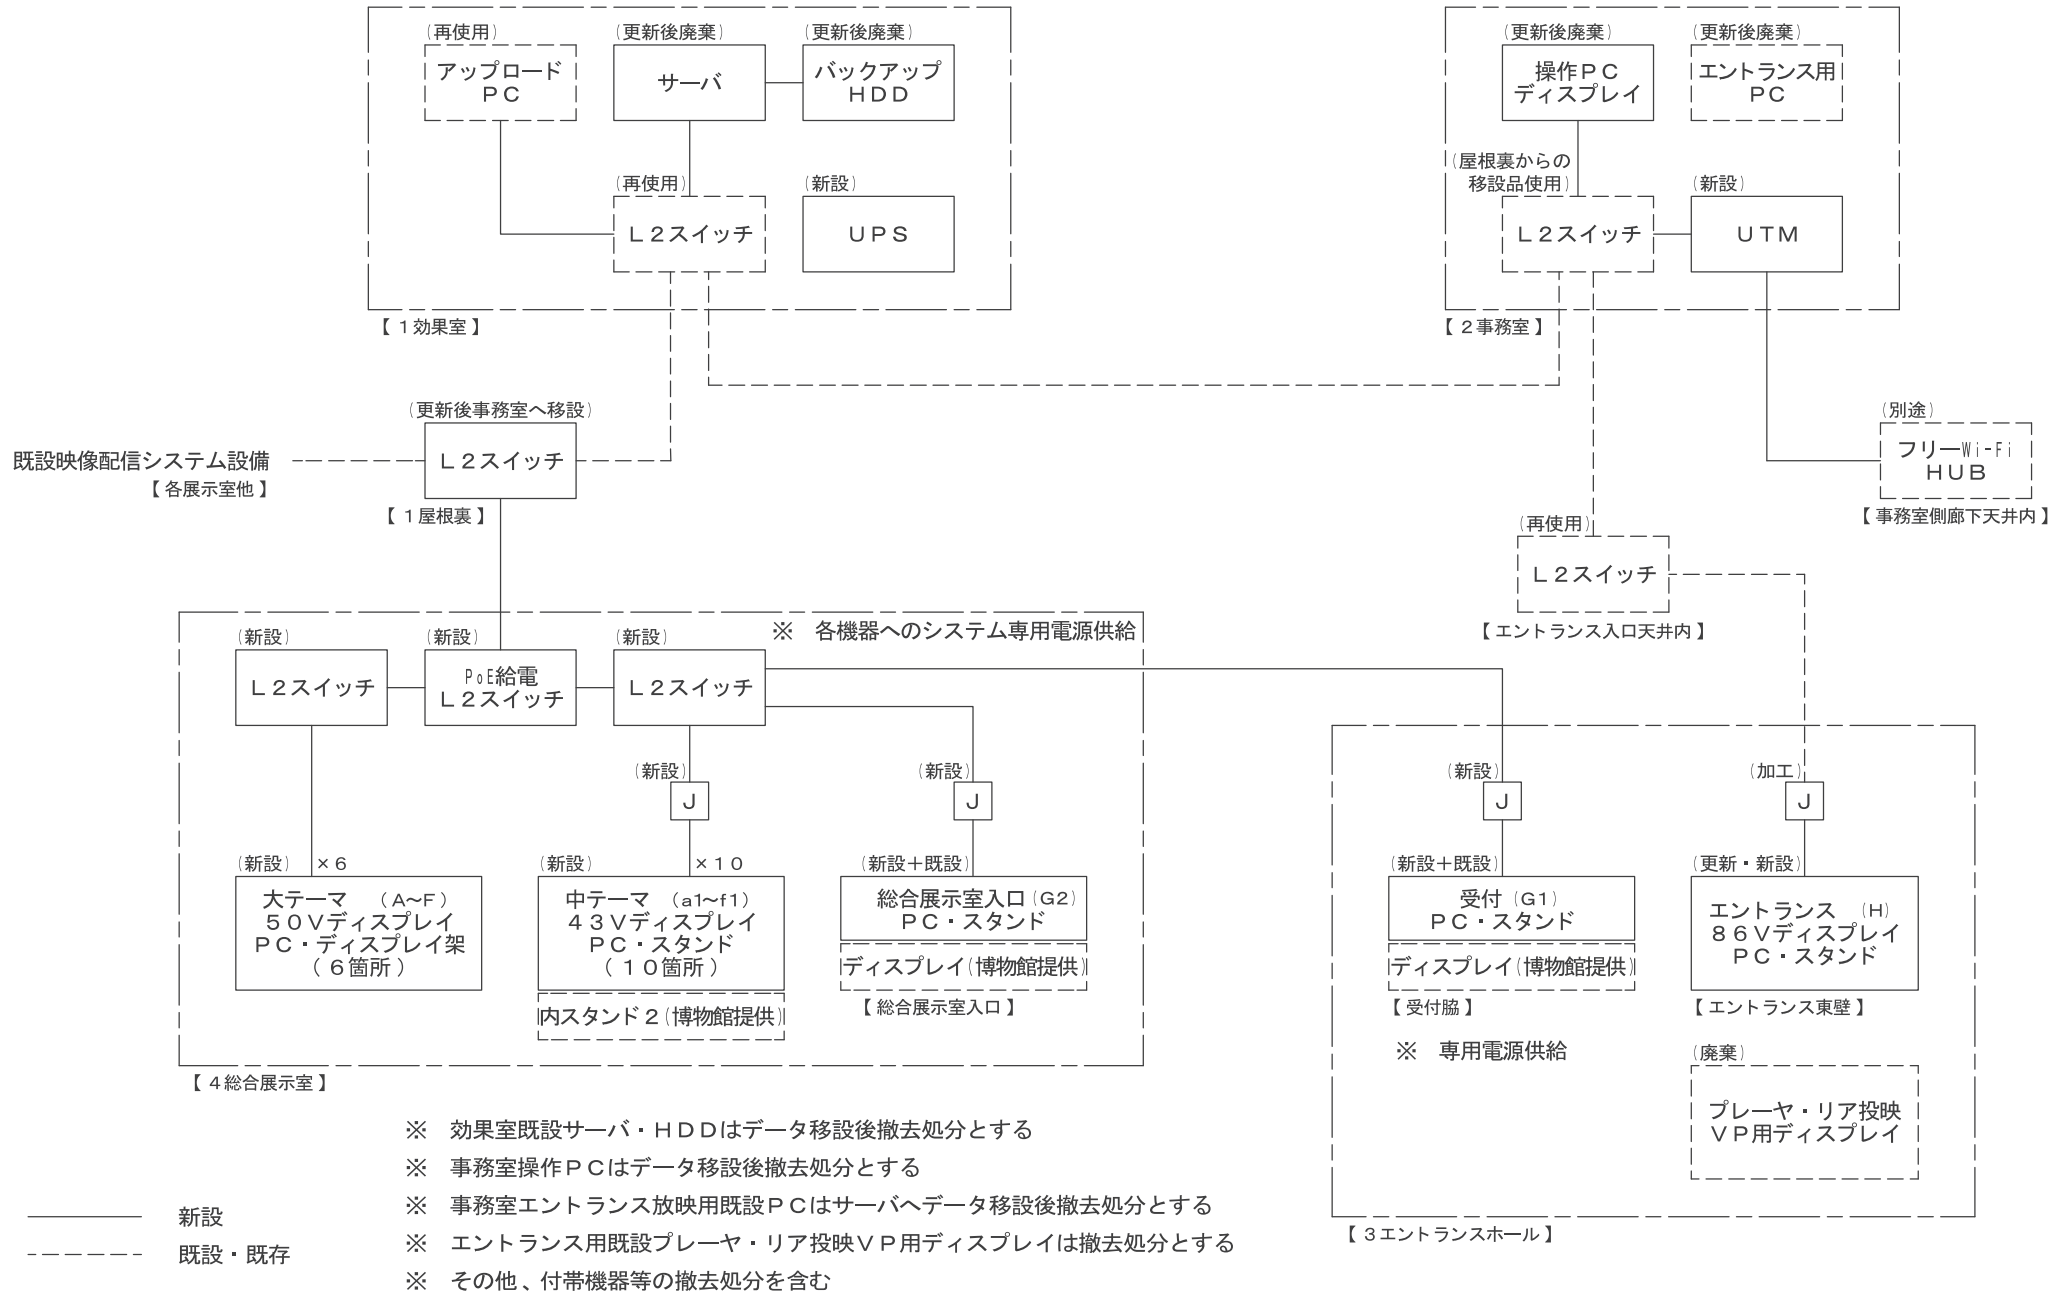 (再使用)
アップロード
PC
(更新後廃棄)
サーバ
(更新後廃棄)
バックアップ
HDD
(再使用)
L2スイッチ
(新設)
UPS
【1効果室】
(更新後廃棄)
操作PC
ディスプレイ
(更新後廃棄)
エントランス用
PC
(屋根裏からの
移設品使用)
L2スイッチ
(新設)
UTM
【2事務室】
(更新後事務室へ移設)
L2スイッチ
【1屋根裏】
既設映像配信システム設備
【各展示室他】
(別途)
フリーWi-Fi
HUB
【事務室側廊下天井内】
(再使用)
L2スイッチ
【エントランス入口天井内】
※ 各機器へのシステム専用電源供給
(新設)
L2スイッチ
(新設)
PoE給電
L2スイッチ
(新設)
L2スイッチ
(新設)
J
(新設)
J
(新設) ×6
大テーマ (A~F)
50Vディスプレイ
PC・ディスプレイ架
(6箇所)
(新設) ×10
中テーマ (a1~f1)
43Vディスプレイ
PC・スタンド
(10箇所)
内スタンド2(博物館提供)
(新設+既設)
総合展示室入口(G2)
PC・スタンド
ディスプレイ(博物館提供)
【総合展示室入口】
【4総合展示室】
(新設)
J
(加工)
J
(新設+既設)
受付(G1)
PC・スタンド
ディスプレイ(博物館提供)
【受付脇】
※ 専用電源供給
(更新・新設)
エントランス (H)
86Vディスプレイ
PC・スタンド
【エントランス東壁】
(廃棄)
プレーヤ・リア投映
VP用ディスプレイ
【3エントランスホール】
※ 効果室既設サーバ・HDDはデータ移設後撤去処分とする
※ 事務室操作PCはデータ移設後撤去処分とする
※ 事務室エントランス放映用既設PCはサーバへデータ移設後撤去処分とする
※ エントランス用既設プレーヤ・リア投映VP用ディスプレイは撤去処分とする
※ その他、付帯機器等の撤去処分を含む
新設
既設・既存